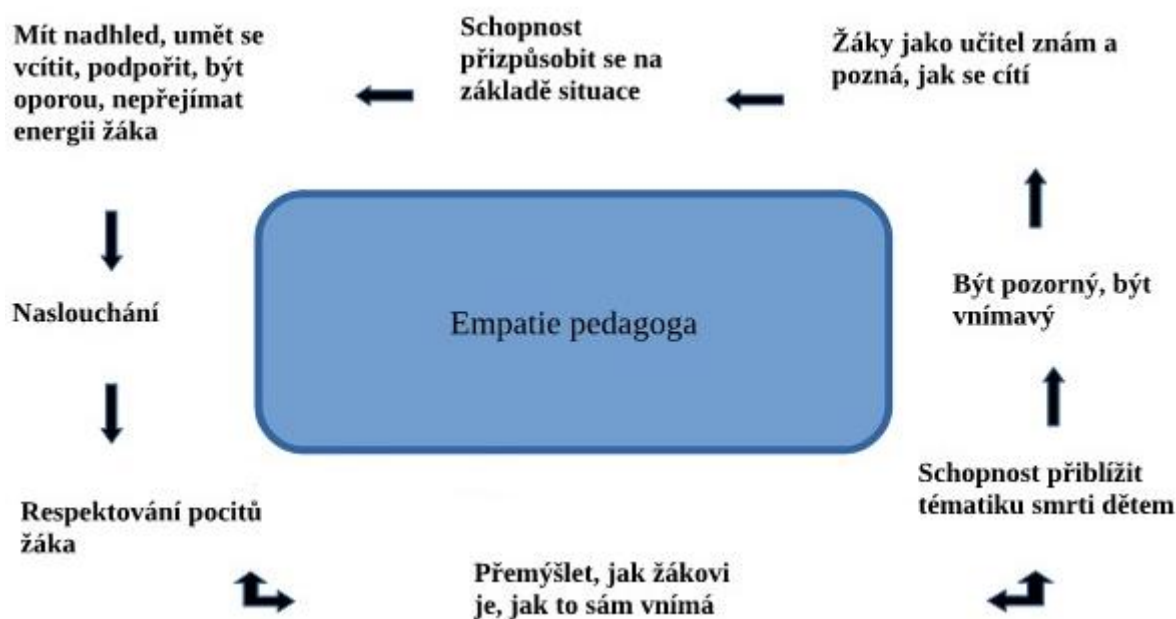 Mít nadhled, umět se
vcítit, podpořit, být
oporou, nepřejímat
energii žáka
Schopnost
přizpůsobit se na
základě situace
Žáky jako učitel znám a
pozná, jak se cítí
Naslouchání
Empatie pedagoga
Být pozorný, být
vnímavý
Respektování pocitů
žáka
Přemýšlet, jak žákovi
je, jak to sám vnímá
Schopnost přiblížit
tématiku smrti dětem